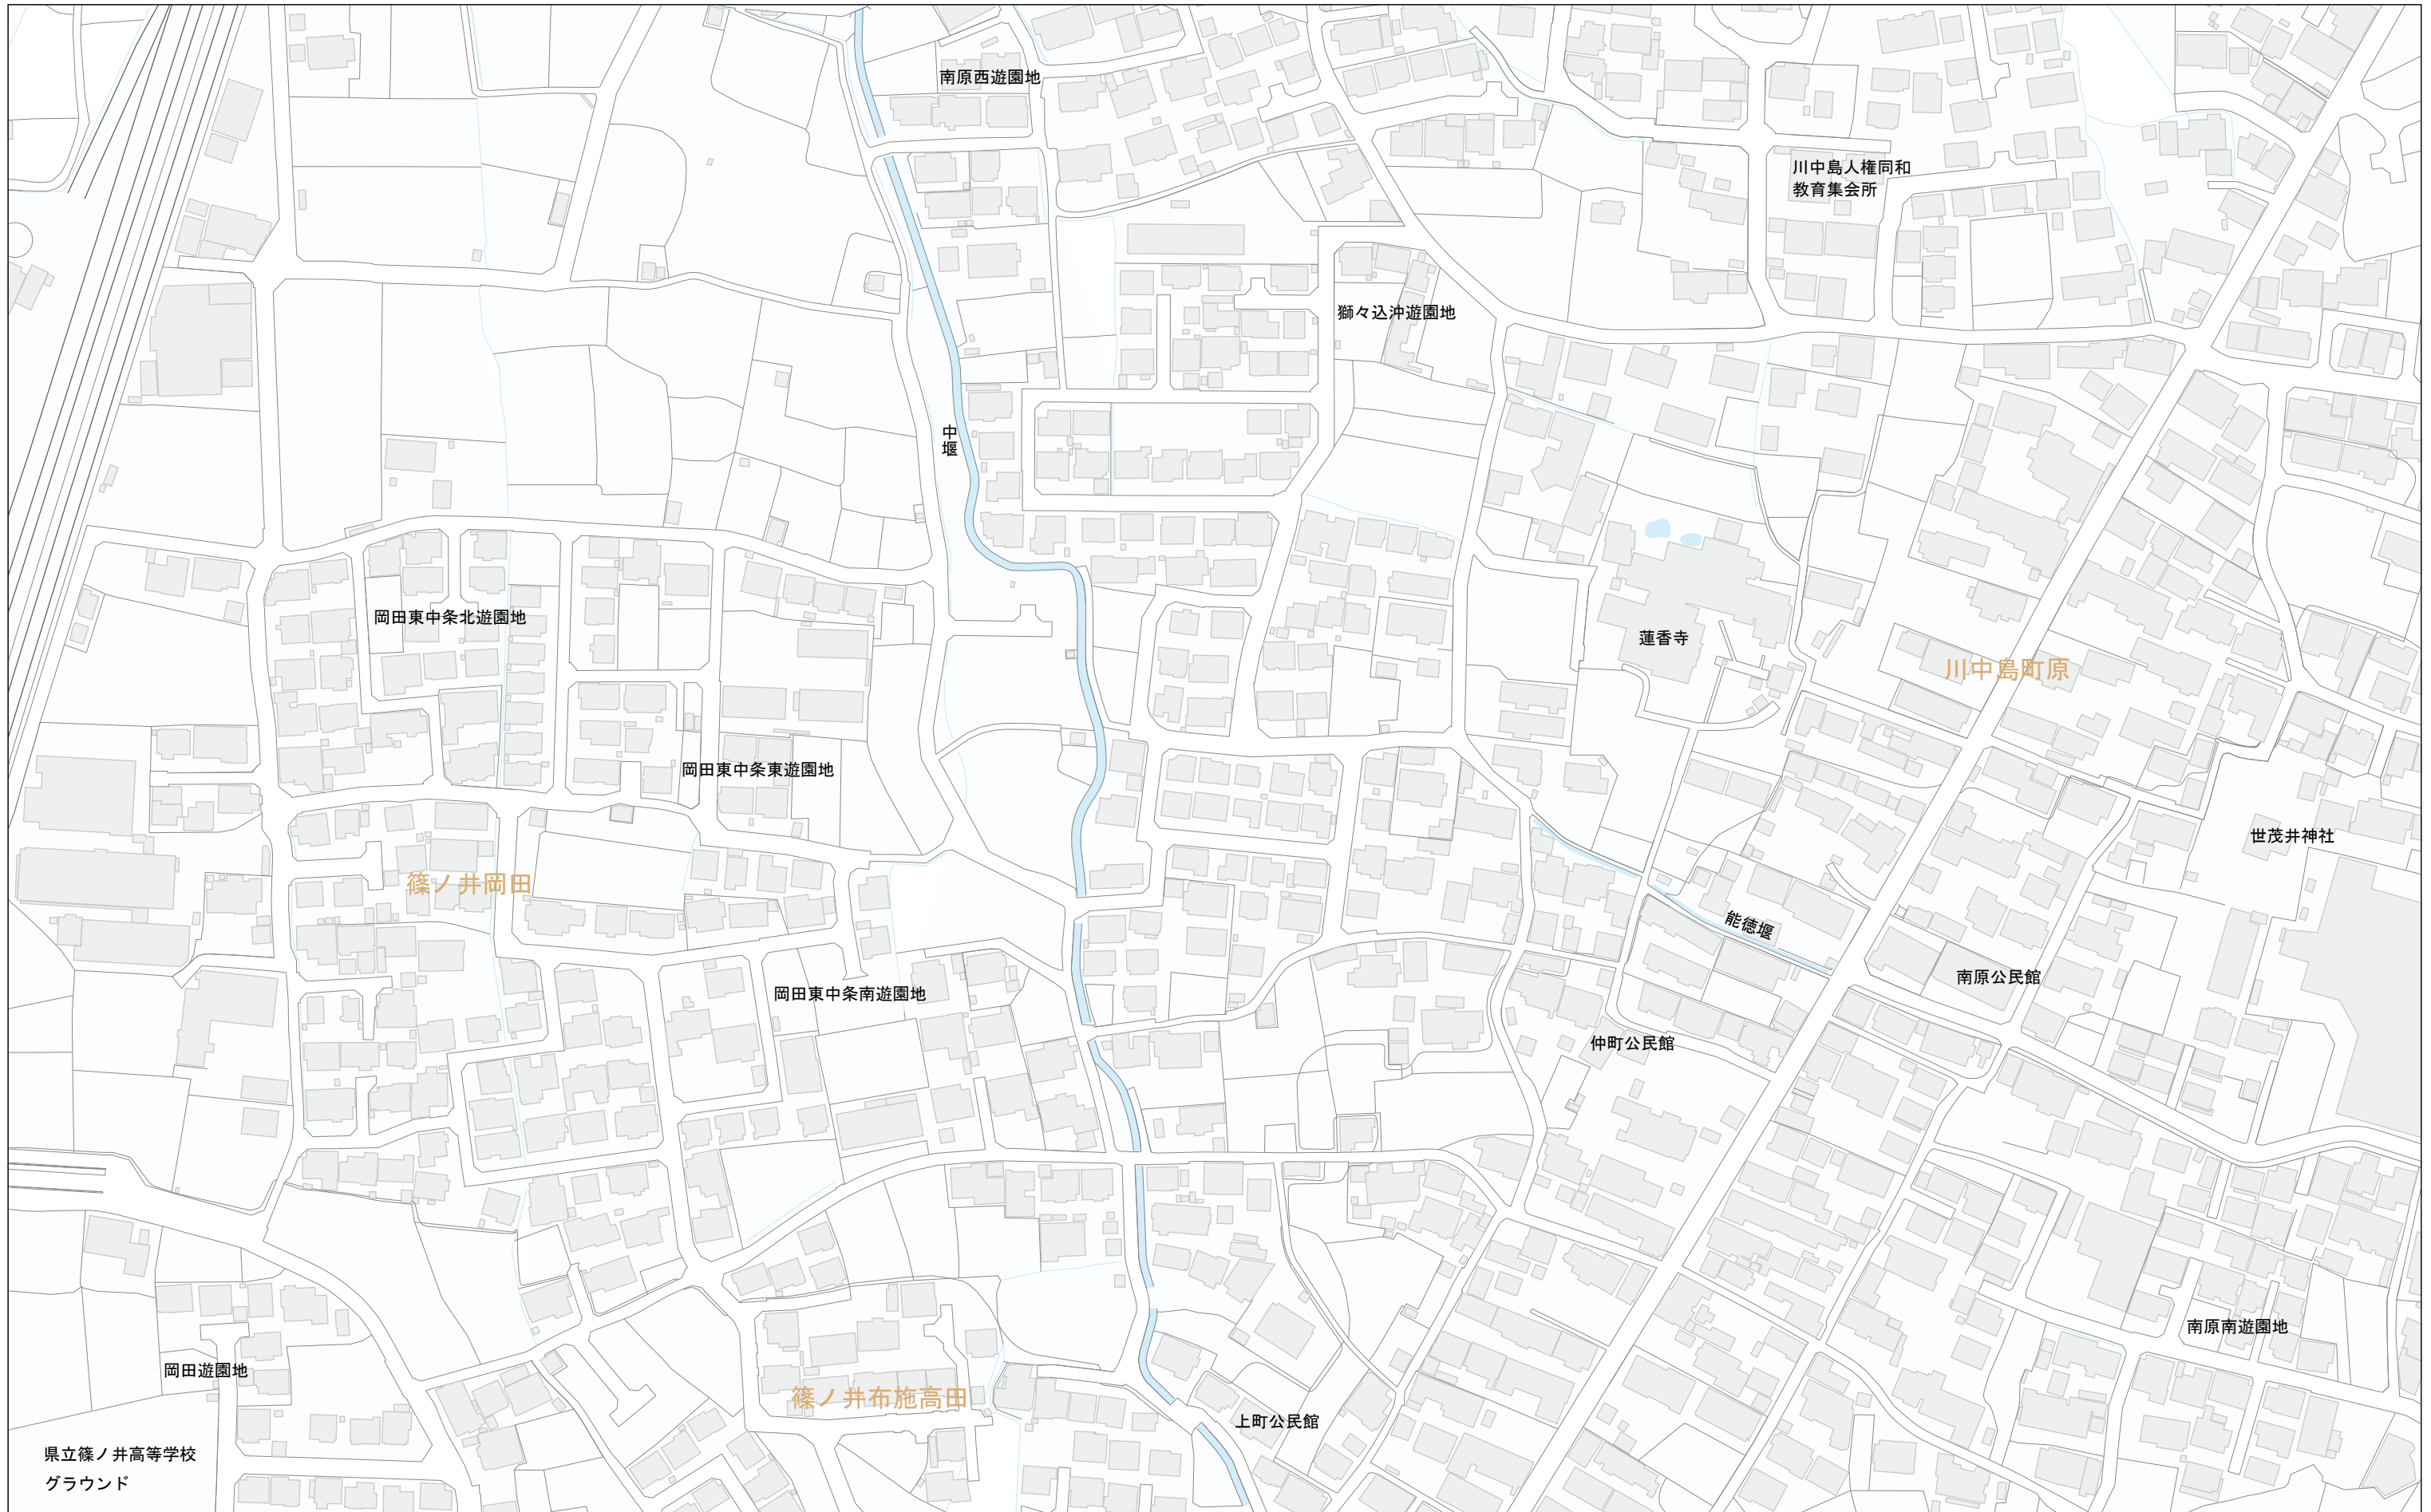 南原西遊園地
川中島人権同和
教育集会所
獅々込沖遊園地
中堰
岡田東中条北遊園地
蓮香寺
川中島町原
岡田東中条東遊園地
世茂井神社
篠ノ井岡田
能徳堰
南原公民館
岡田東中条南遊園地
仲町公民館
南原南遊園地
岡田遊園地
篠ノ井布施高田
上町公民館
県立篠ノ井高等学校
グラウンド